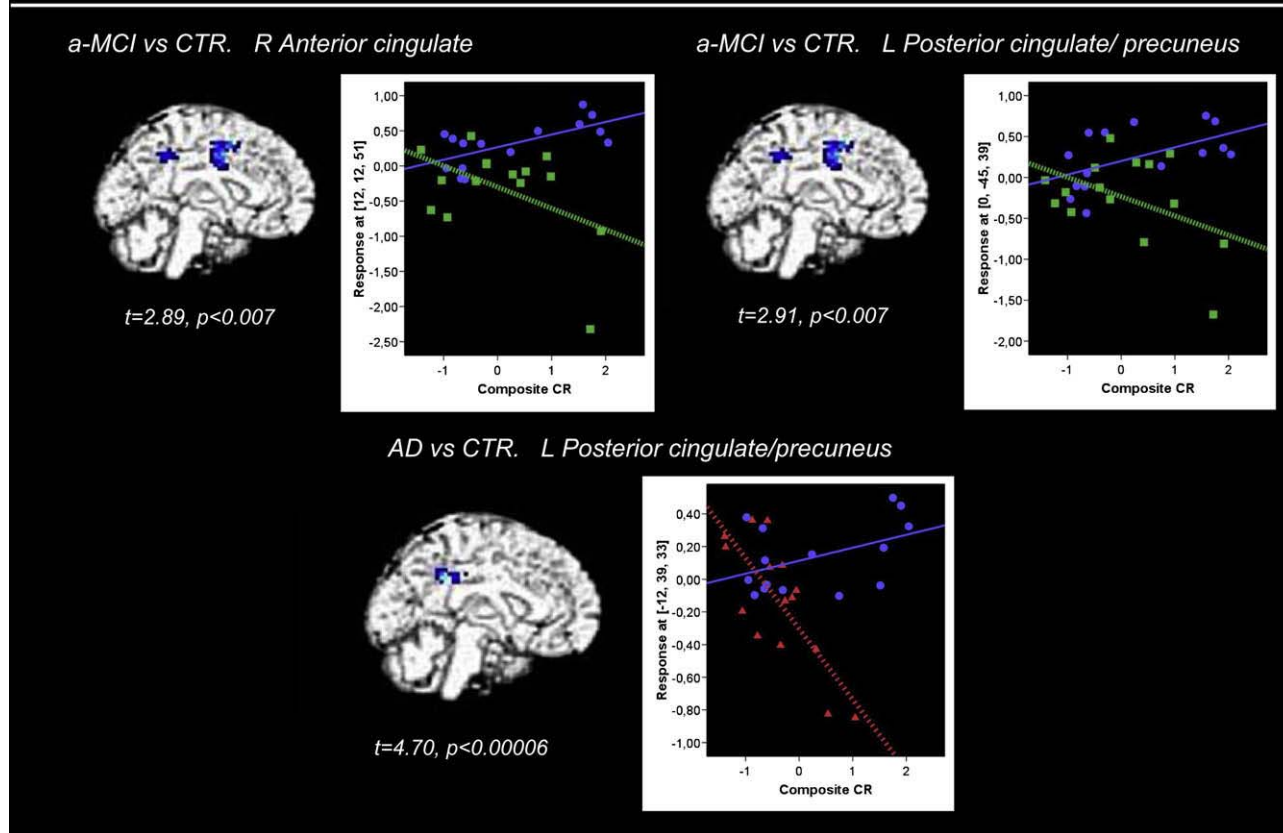 a-MCI vs CTR. R Anterior cingulate
a-MCI vs CTR. L Posterior cingulate/ precuneus
Response at [12, 12, 51]
1,00
0,50
0,00
-0,50
-1,00
-1,50
-2,00
-2,50
-1 0 1 2
Composite CR
t=2.89, p<0.007
Response at [0, -45, 39]
1,00
0,50
0,00
-0,50
-1,00
-1,50
-2,00
-1 0 1 2
Composite CR
t=2.91, p<0.007
AD vs CTR. L Posterior cingulate/precuneus
Response at [-12, 39, 33]
0,40
0,20
0,00
-0,20
-0,40
-0,60
-0,80
-1,00
-1 0 1 2
Composite CR
t=4.70, p<0.00006